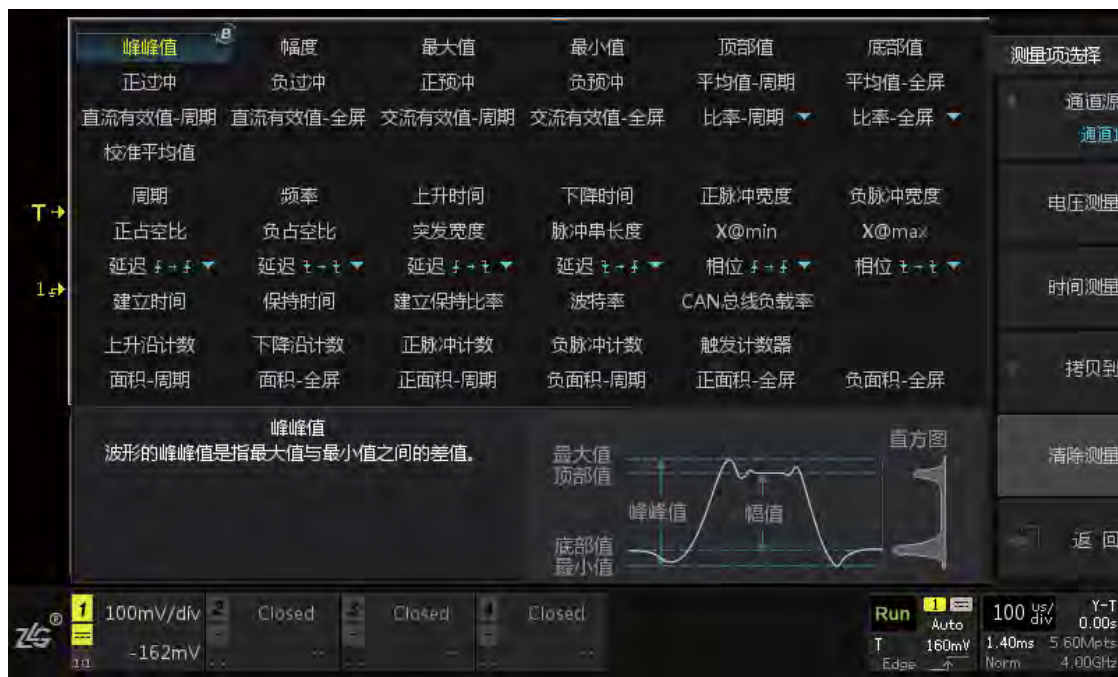 峰峰值 B 幅度 最大值 最小值 顶部值 底部值
正过冲 负过冲 正预冲 负预冲 平均值-周期 平均值-全屏
直流有效值-周期 直流有效值-全屏 交流有效值-周期 交流有效值-全屏 比率-周期 比率-全屏
校准平均值
周期 频率 上升时间 下降时间 正脉冲宽度 负脉冲宽度
正占空比 负占空比 突发宽度 脉冲串长度 X@min X@max
延迟 延迟 延迟 延迟 相位 相位
建立时间 保持时间 建立保持比率 波特率 CAN总线负载率
上升沿计数 下降沿计数 正脉冲计数 负脉冲计数 触发计数器
面积-周期 面积-全屏 正面积-周期 负面积-周期 正面积-全屏 负面积-全屏
峰峰值
波形的峰峰值是指最大值与最小值之间的差值。
最大值
顶部值
峰峰值
幅值
底部值
最小值
直方图
T
1
测量项选择
通道源
通道1
电压测量
时间测量
拷贝到
清除测量
返 回
ZLG®
1 100mV/div
1:1 -162mV
2 Closed
3 Closed
4 Closed
Run 1 Auto
T 160mV
Edge
100 us/div Y-T 0.00s
1.40ms 5.60Mpts
Norm 4.00GHz